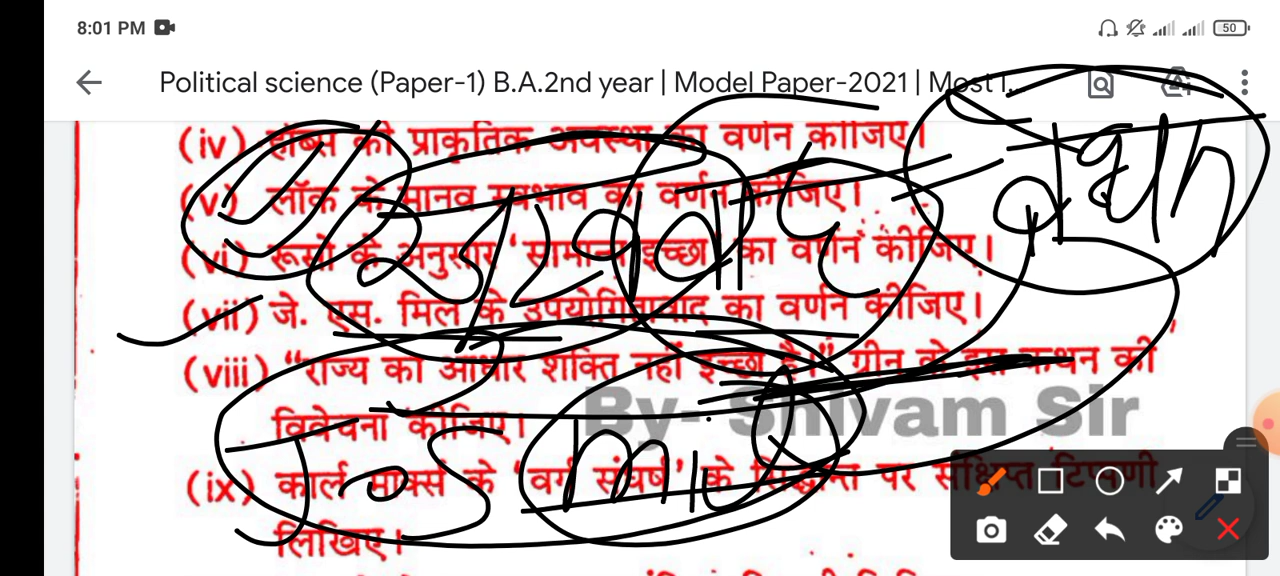 8:01 PM
50
Political science (Paper-1) B.A.2nd year | Model Paper-2021 | Most I...
(iv) हॉब्स की प्राकृतिक अवस्था का वर्णन कीजिए।
(v) लॉक के मानव स्वभाव का वर्णन कीजिए।
(vi) रूसो के अनुसार 'सामान्य इच्छा' का वर्णन कीजिए।
(vii) जे. एस. मिल के उपयोगितावाद का वर्णन कीजिए।
(viii) “राज्य का आधार शक्ति नहीं इच्छा है।” ग्रीन के इस कथन की
विवेचना कीजिए।
By- Shivam Sir
(ix) कार्ल मार्क्स के 'वर्ग संघर्ष' के सिद्धान्त पर संक्षिप्त टिप्पणी
लिखिए।